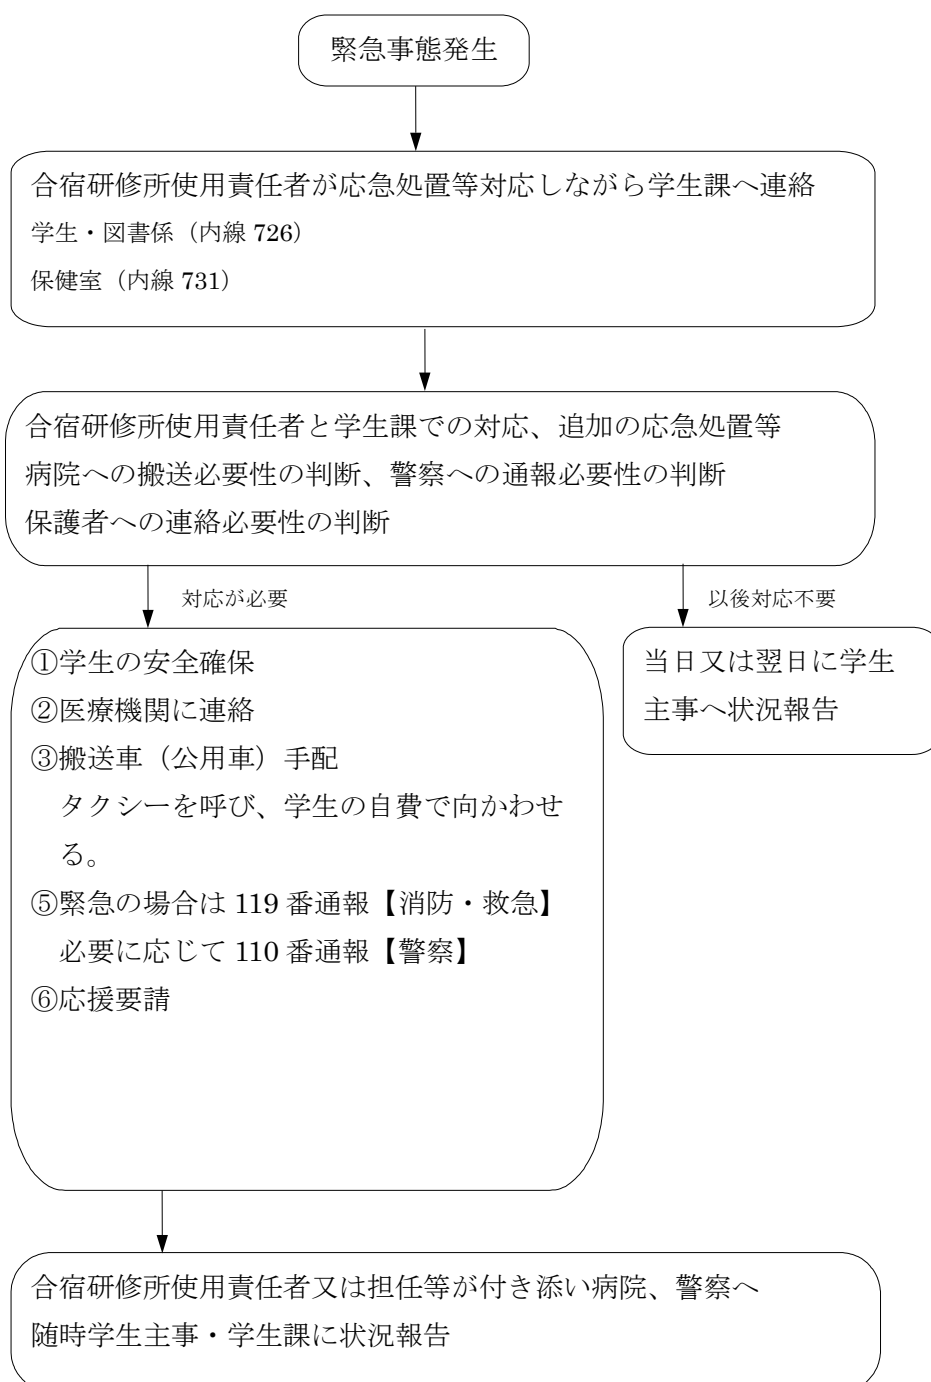 緊急事態発生
合宿研修所使用責任者が応急処置等対応しながら学生課へ連絡
学生・図書係（内線 726）
保健室（内線 731）
合宿研修所使用責任者と学生課での対応、追加の応急処置等
病院への搬送必要性の判断、警察への通報必要性の判断
保護者への連絡必要性の判断
対応が必要
以後対応不要
①学生の安全確保
②医療機関に連絡
③搬送車（公用車）手配
タクシーを呼び、学生の自費で向かわせ
る。
⑤緊急の場合は 119 番通報【消防・救急】
必要に応じて 110 番通報【警察】
⑥応援要請
当日又は翌日に学生
主事へ状況報告
合宿研修所使用責任者又は担任等が付き添い病院、警察へ
随時学生主事・学生課に状況報告